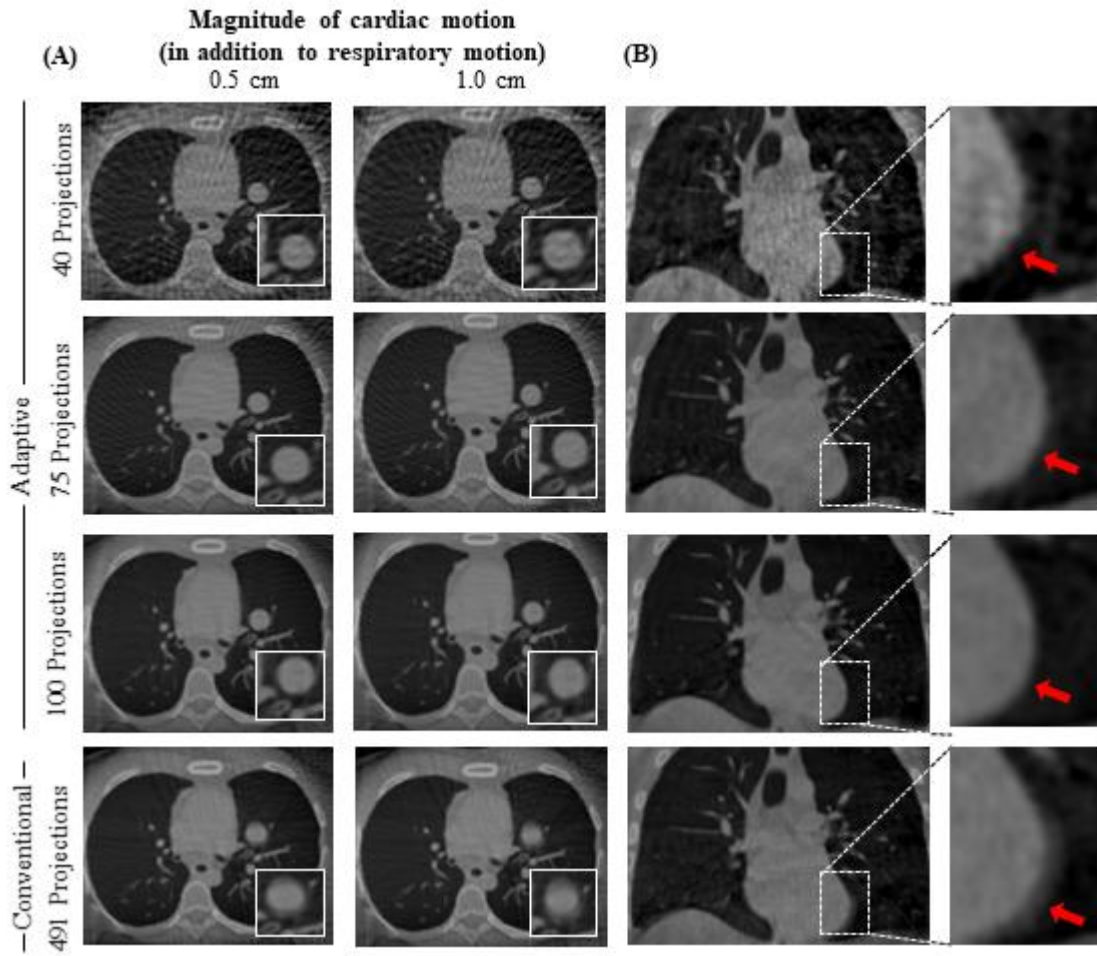 Magnitude of cardiac motion
(A) (in addition to respiratory motion) (B)
0.5 cm 1.0 cm
Adaptive
40 Projections
75 Projections
100 Projections
Conventional
491 Projections